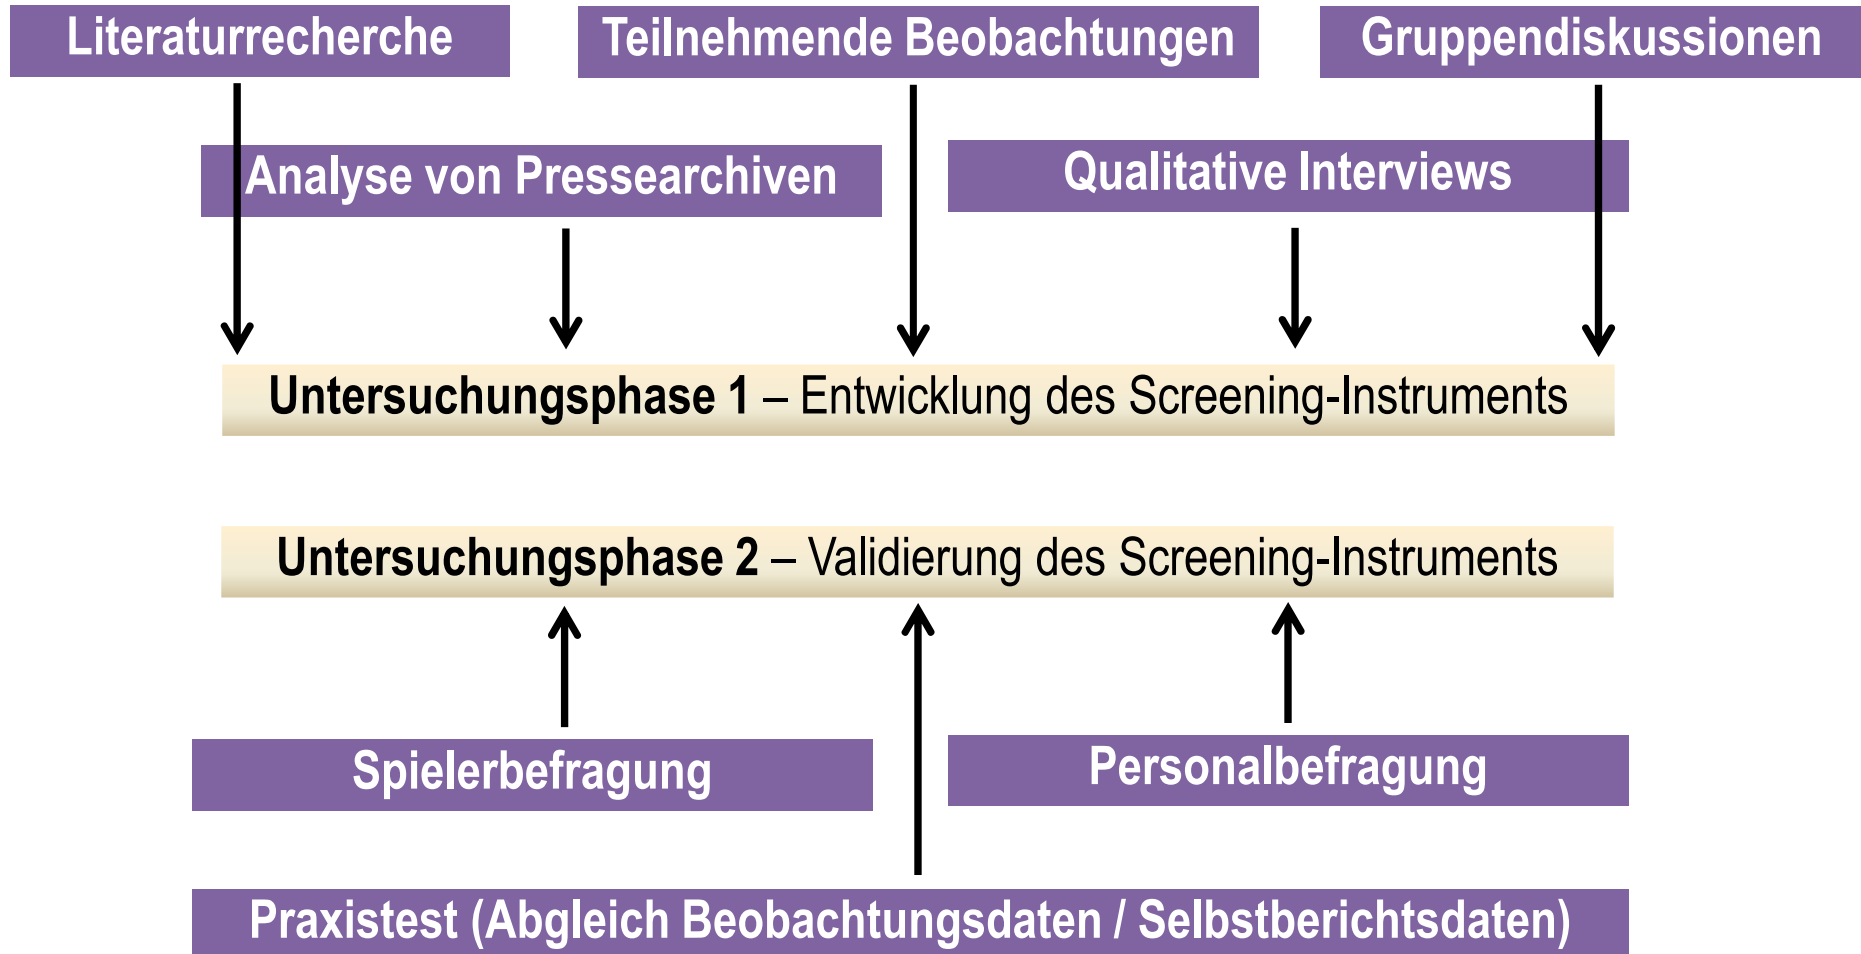 Literaturrecherche
Teilnehmende Beobachtungen
Gruppendiskussionen
Analyse von Pressearchiven
Qualitative Interviews
Untersuchungsphase 1 – Entwicklung des Screening-Instruments
Untersuchungsphase 2 – Validierung des Screening-Instruments
Spielerbefragung
Personalbefragung
Praxistest (Abgleich Beobachtungsdaten / Selbstberichtsdaten)